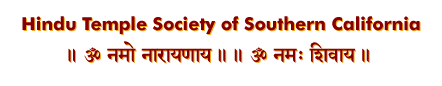 Hindu Temple Society of Southern California
॥ ॐ नमो नारायणाय ॥ ॥ ॐ नमः शिवाय ॥